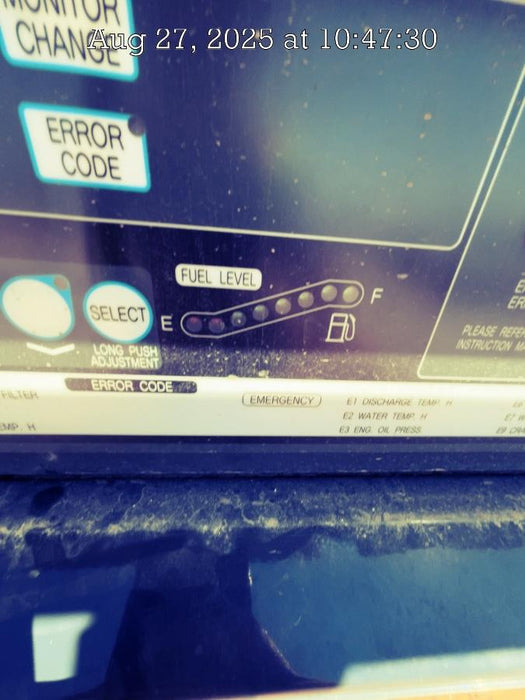 MONITOR
CHANGE
Aug 27, 2025 at 10:47:30
ERROR
CODE
FUEL LEVEL
SELECT
E
F
LONG PUSH
ADJUSTMENT
PLEASE REFE
INSTRUCTION M
ERROR CODE
FILTER
EMERGENCY
E1 DISCHARGE TEMP. H
E2 WATER TEMP. H
E3 ENG. OIL PRESS.
EMP. H